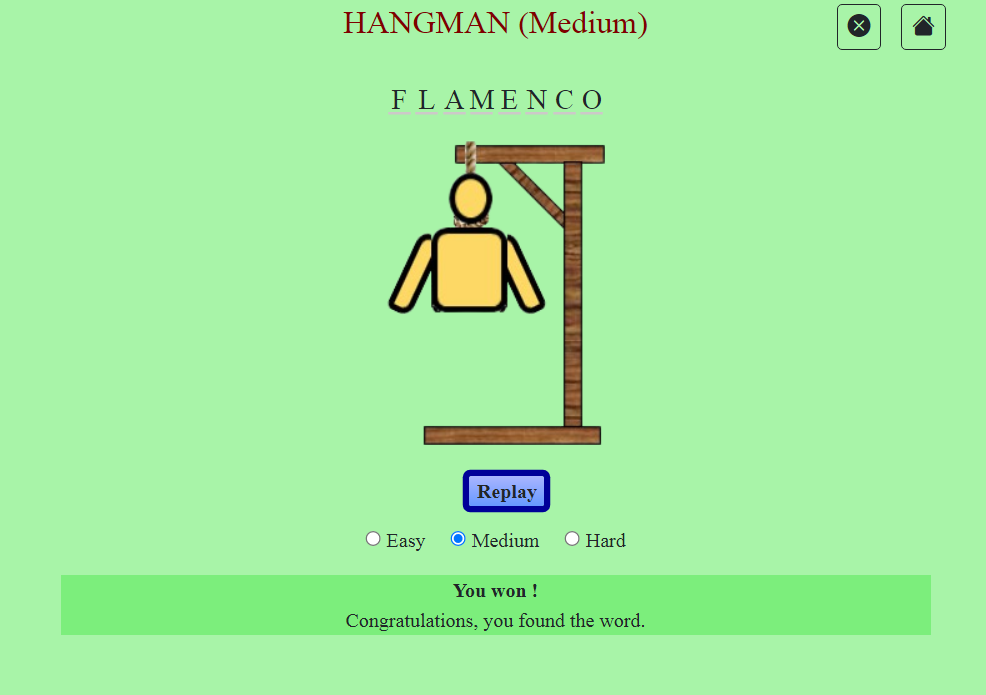 HANGMAN (Medium)
F L A M E N C O
Replay
Easy Medium Hard
You won !
Congratulations, you found the word.